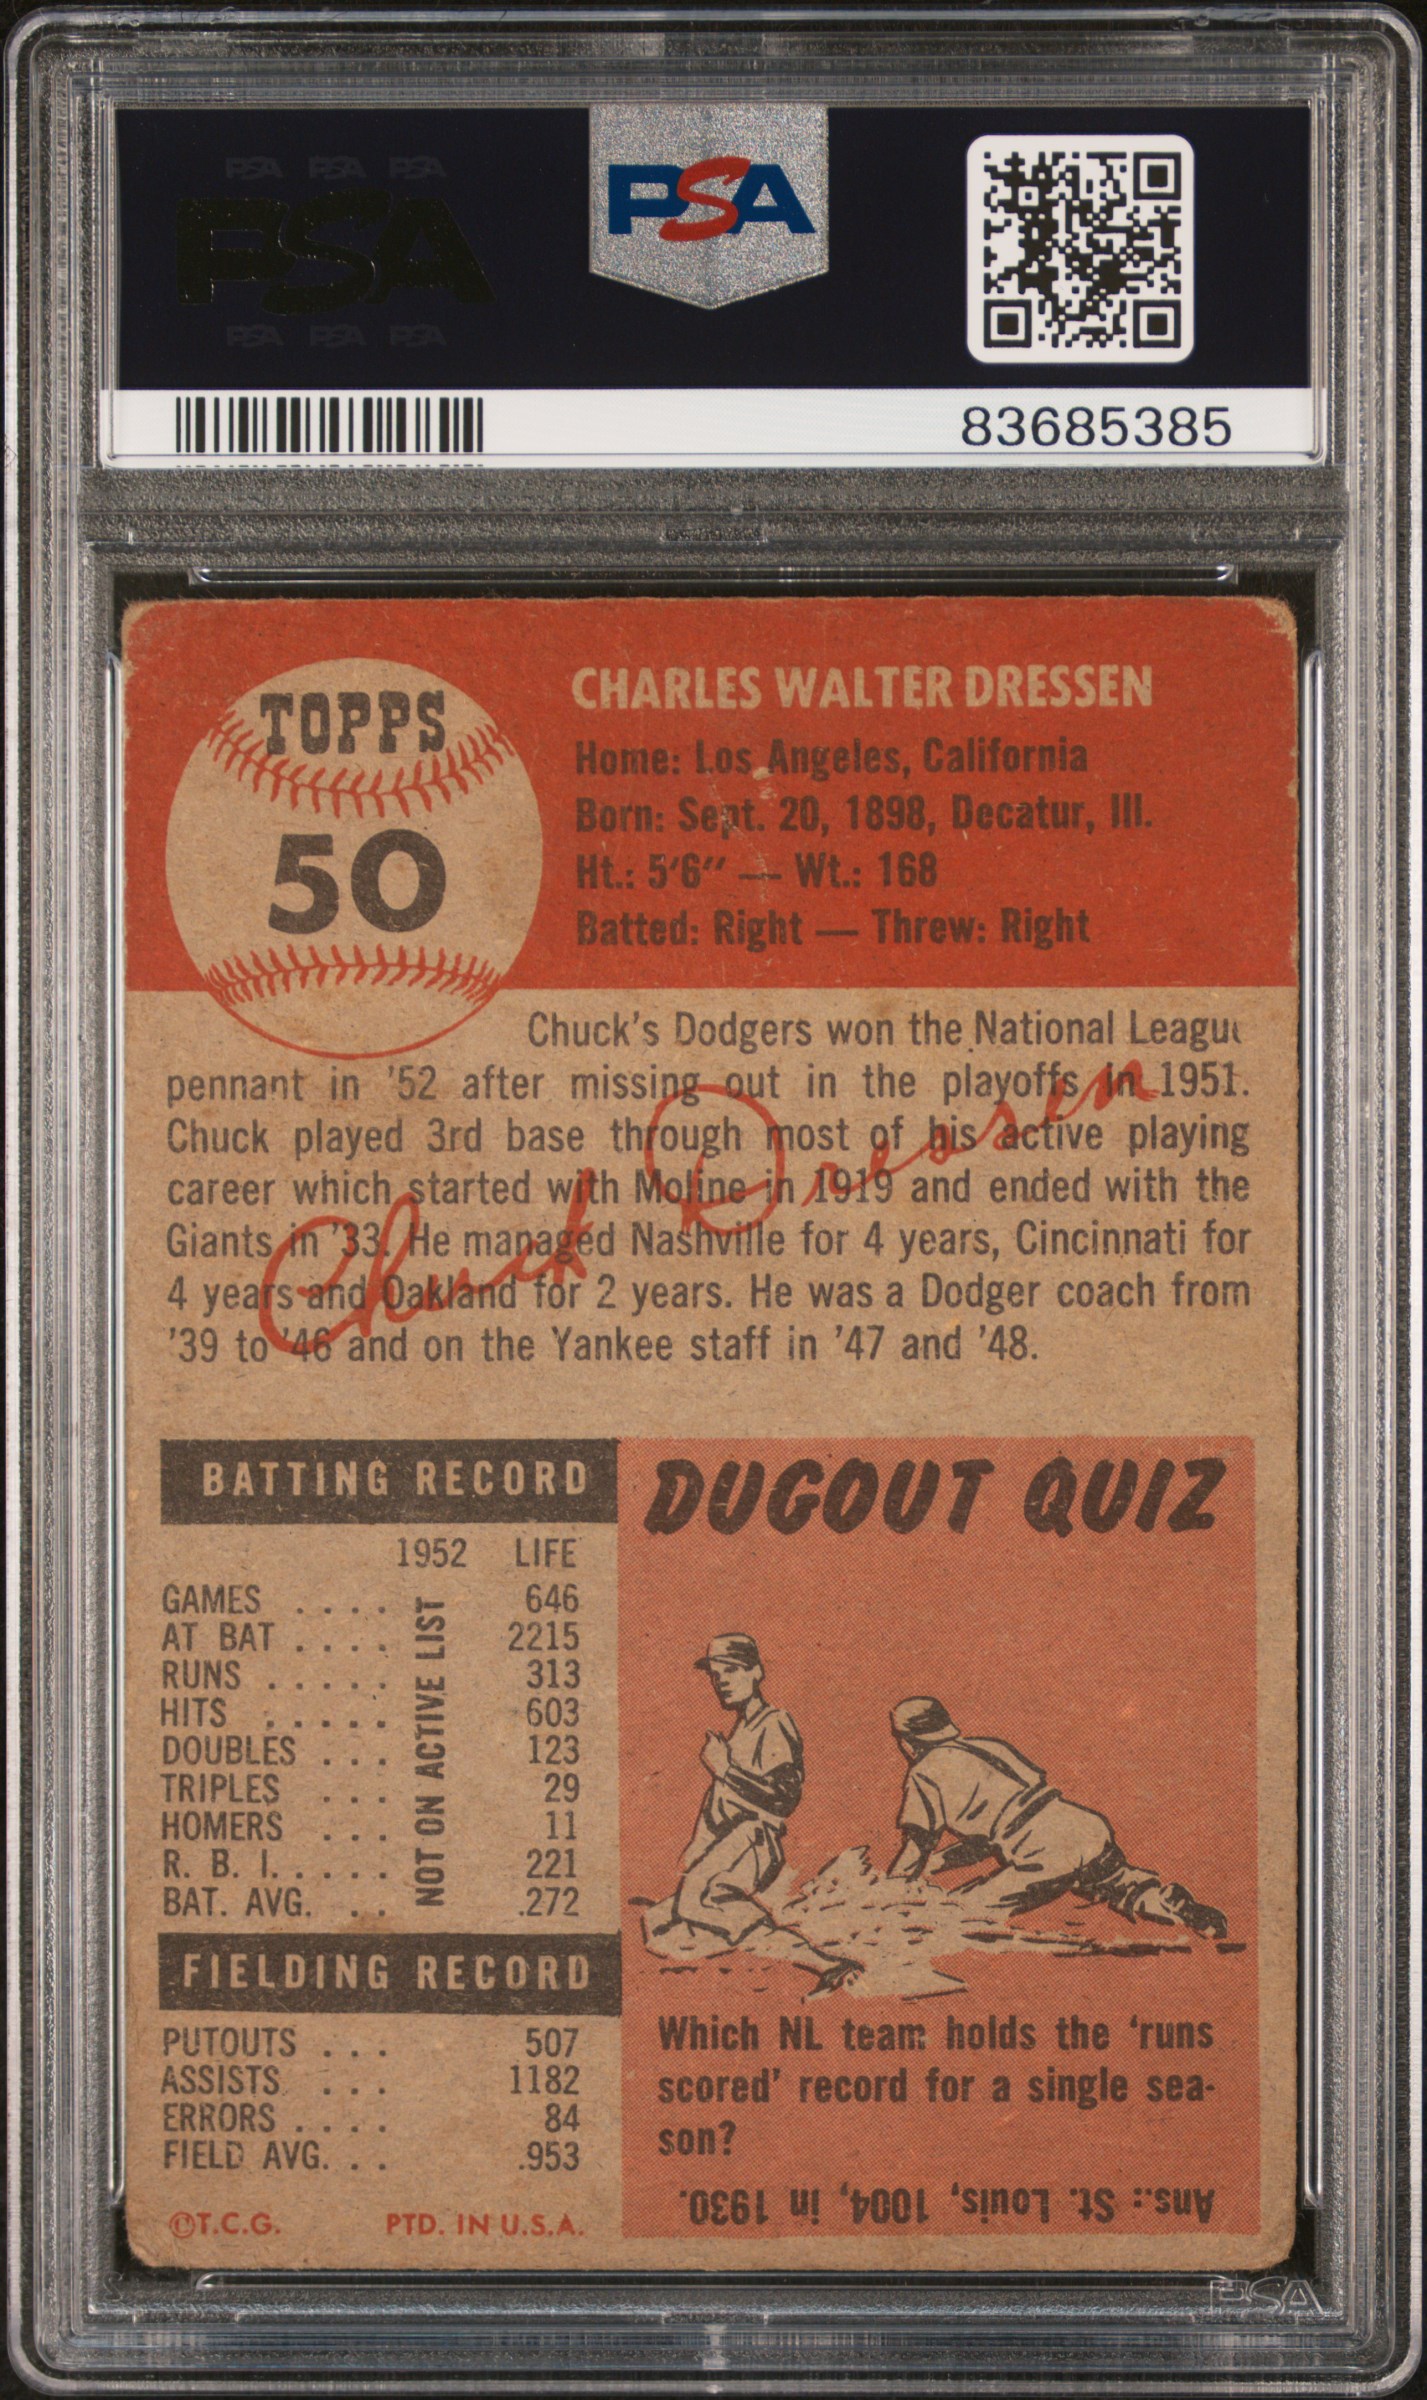 PSA PSA PSA
PSA
PSA PSA PSA
PSA
83685385
TOPPS
50
CHARLES WALTER DRESSEN
Home: Los Angeles, California
Born: Sept. 20, 1898, Decatur, Ill.
Ht.: 5'6" — Wt.: 168
Batted: Right — Threw: Right
Chuck's Dodgers won the National League
pennant in '52 after missing out in the playoffs in 1951.
Chuck played 3rd base through most of his active playing
career which started with Moline in 1919 and ended with the
Giants in '33. He managed Nashville for 4 years, Cincinnati for
4 years and Oakland for 2 years. He was a Dodger coach from
'39 to '46 and on the Yankee staff in '47 and '48.
Chuck Dressen
BATTING RECORD
1952 LIFE
GAMES .... 646
AT BAT .... 2215
RUNS ..... 313
HITS ..... 603
DOUBLES ... 123
TRIPLES ... 29
HOMERS ... 11
R. B. I. .... 221
BAT. AVG. .. .272
NOT ON ACTIVE LIST
FIELDING RECORD
PUTOUTS ... 507
ASSISTS ... 1182
ERRORS .... 84
FIELD AVG. .. .953
©T.C.G. PTD. IN U.S.A.
DUGOUT QUIZ
Which NL team holds the 'runs
scored' record for a single sea-
son?
Ans.: St. Louis, 1004, in 1930.
PSA